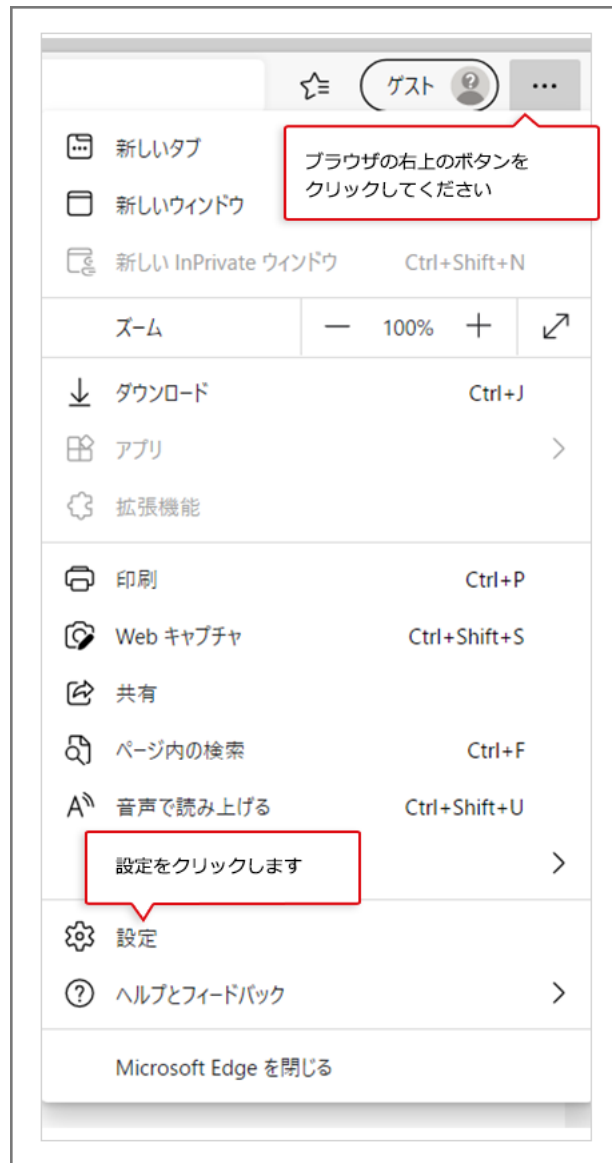 ゲスト
ブラウザの右上のボタンを
クリックしてください
新しいタブ
新しいウィンドウ
新しい InPrivate ウィンドウ Ctrl+Shift+N
ズーム 100%
ダウンロード Ctrl+J
アプリ
拡張機能
印刷 Ctrl+P
Web キャプチャ Ctrl+Shift+S
共有
ページ内の検索 Ctrl+F
音声で読み上げる Ctrl+Shift+U
設定をクリックします
設定
ヘルプとフィードバック
Microsoft Edge を閉じる